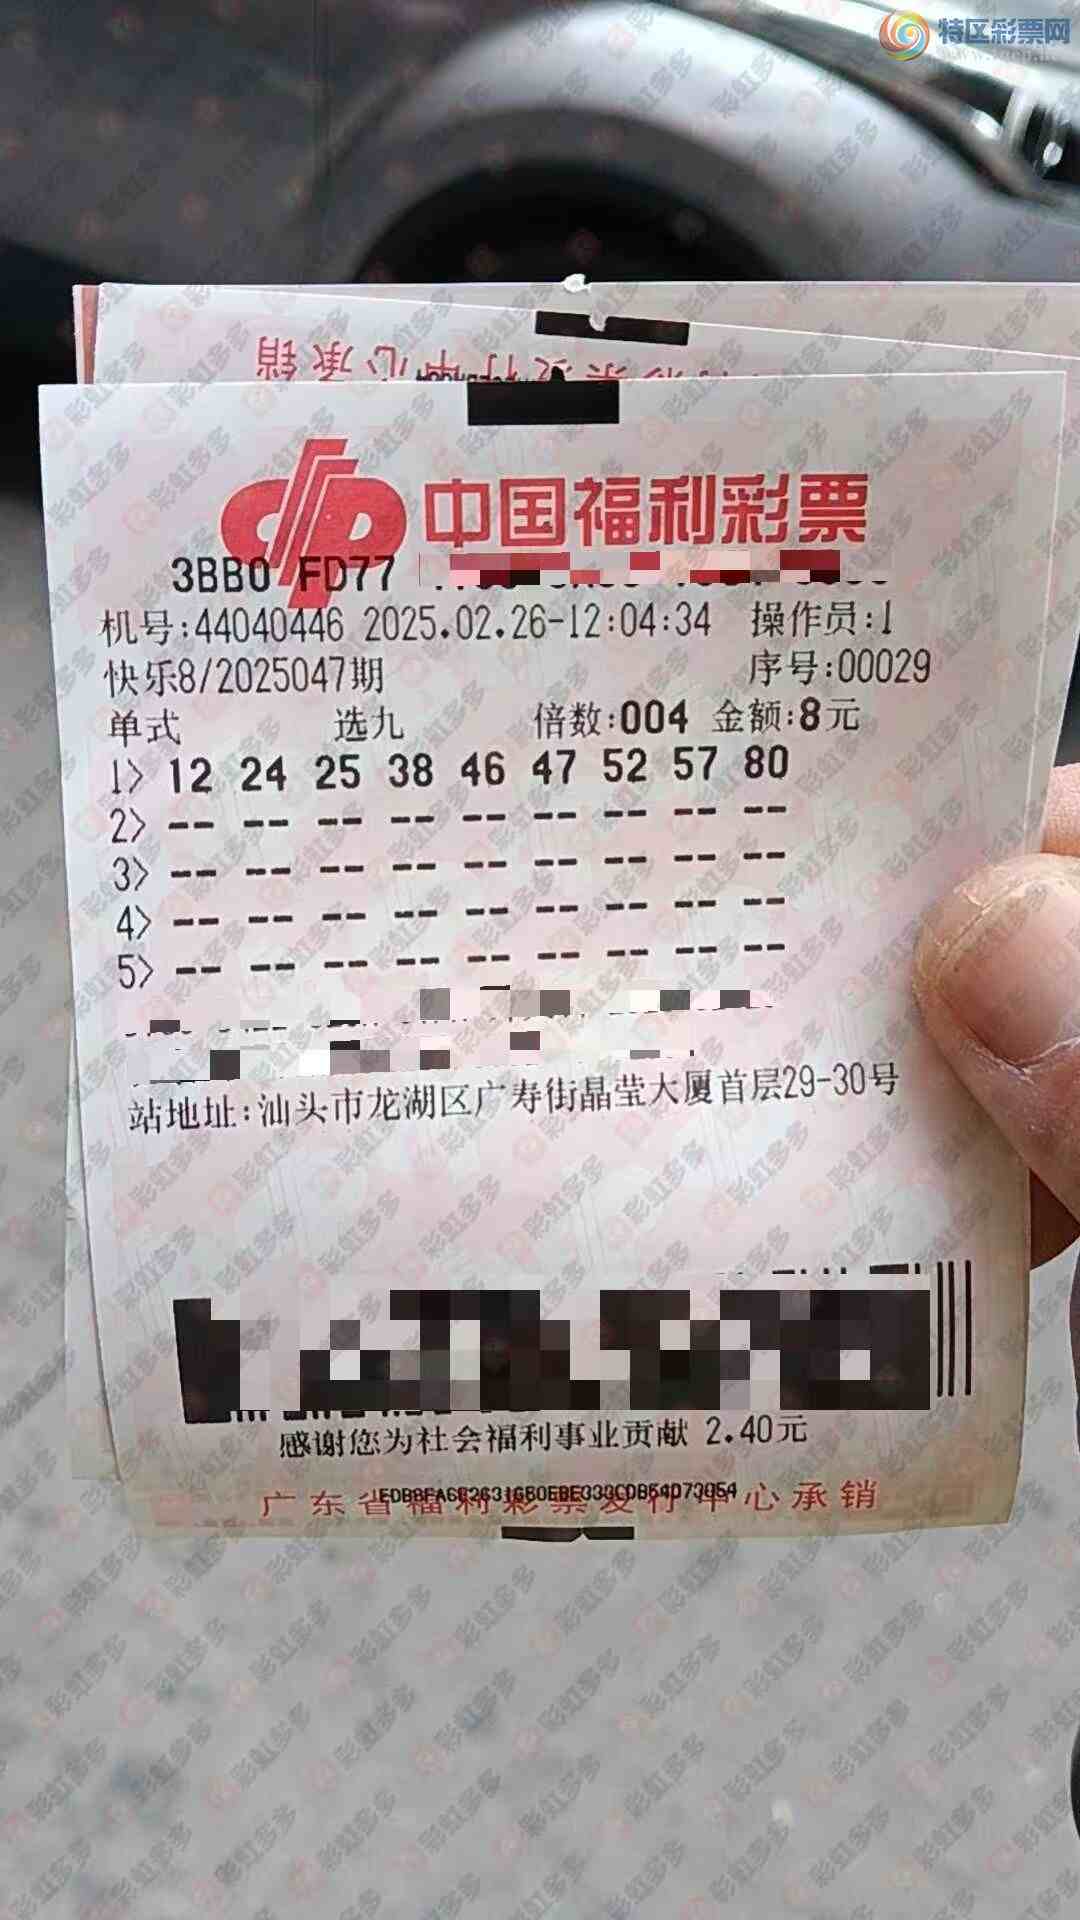 特区彩票网
中国福利彩票
3BB0 FD77
机号:44040446 2025.02.26-12:04:34 操作员:1
快乐8/2025047期 序号:00029
单式 选九 倍数:004 金额:8元
1> 12 24 25 38 46 47 52 57 80
2> -- -- -- -- -- -- -- -- --
3> -- -- -- -- -- -- -- -- --
4> -- -- -- -- -- -- -- -- --
5> -- -- -- -- -- -- -- -- --
站地址:汕头市龙湖区广寿街晶莹大厦首层29-30号
感谢您为社会福利事业贡献 2.40元
广东省福利彩票发行中心承销
彩虹多多